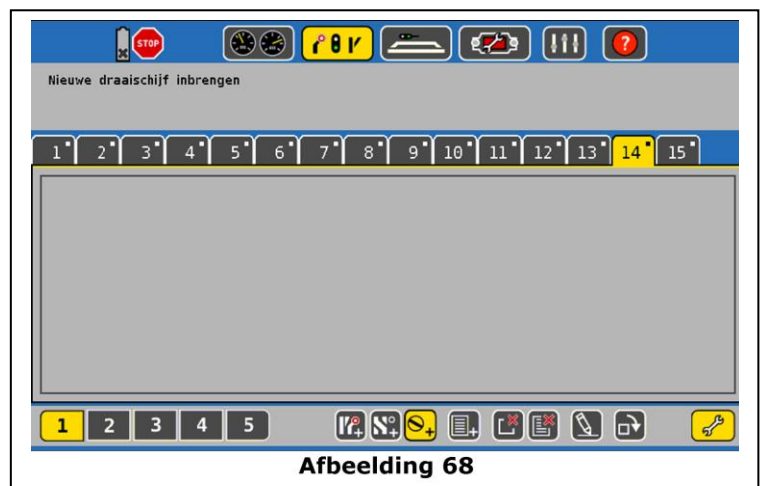 STOP
?
Nieuwe draaischijf inbrengen
1 2 3 4 5 6 7 8 9 10 11 12 13 14 15
1 2 3 4 5
Afbeelding 68